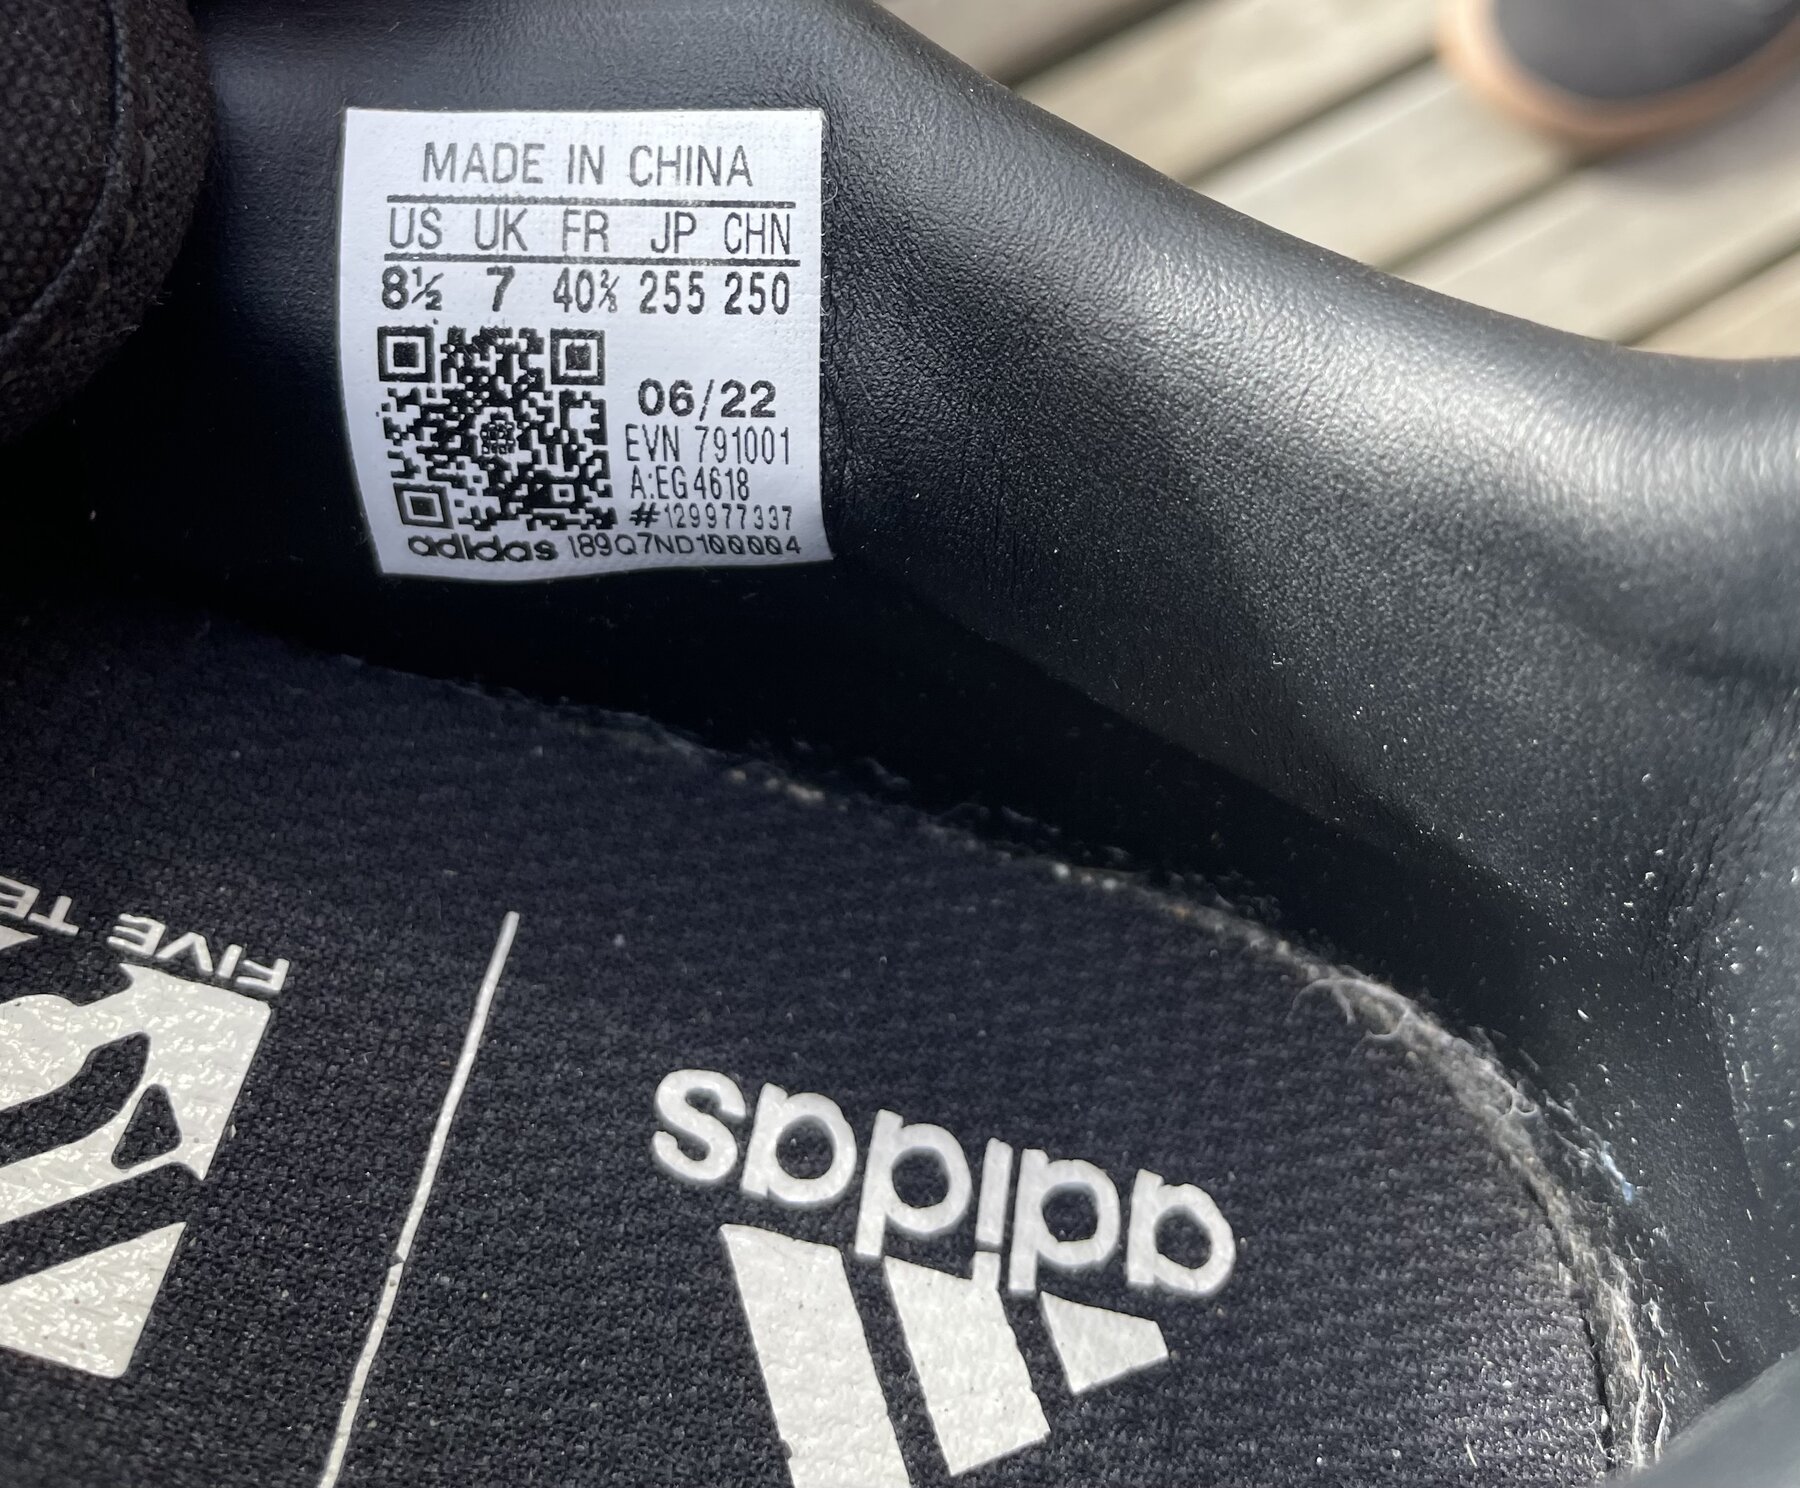 MADE IN CHINA
US UK FR JP CHN
8½ 7 40⅔ 255 250
06/22
EVN 791001
A:EG4618
#129977337
adidas 189Q7ND100004
FIVE TE
adidas